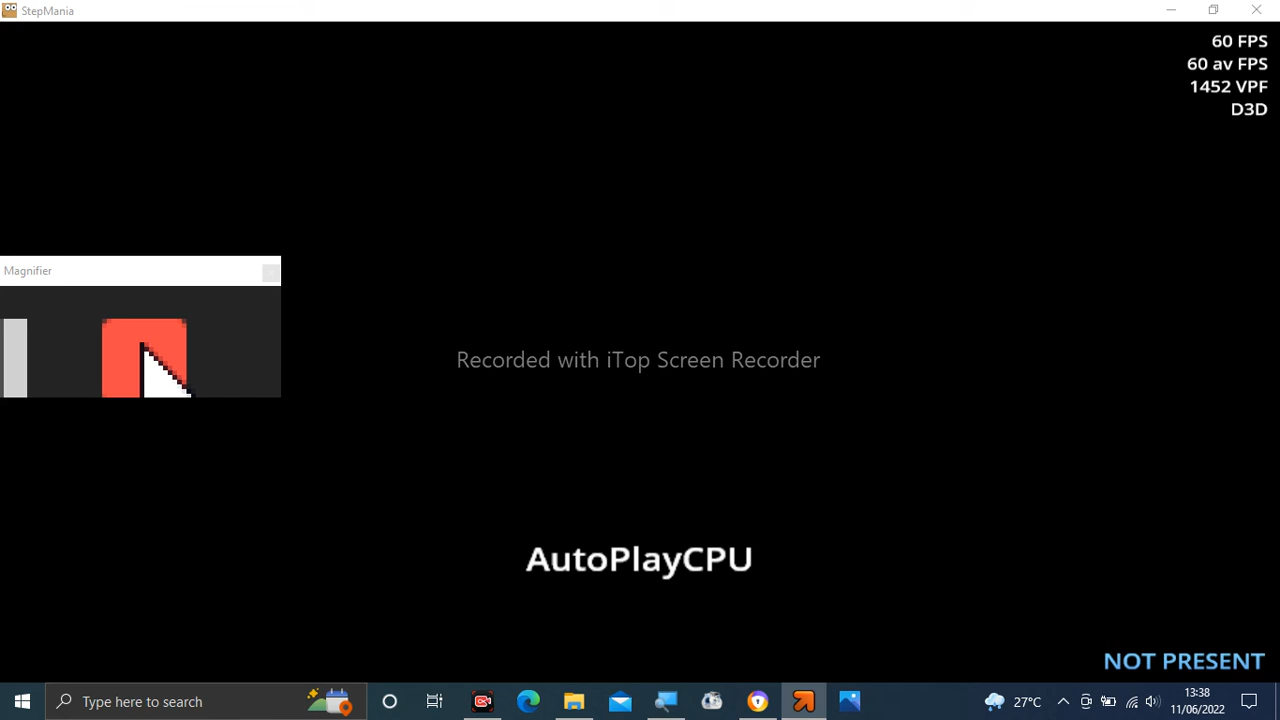 StepMania
60 FPS
60 av FPS
1452 VPF
D3D
Magnifier
Recorded with iTop Screen Recorder
AutoPlayCPU
NOT PRESENT
Type here to search
27°C
13:38
11/06/2022